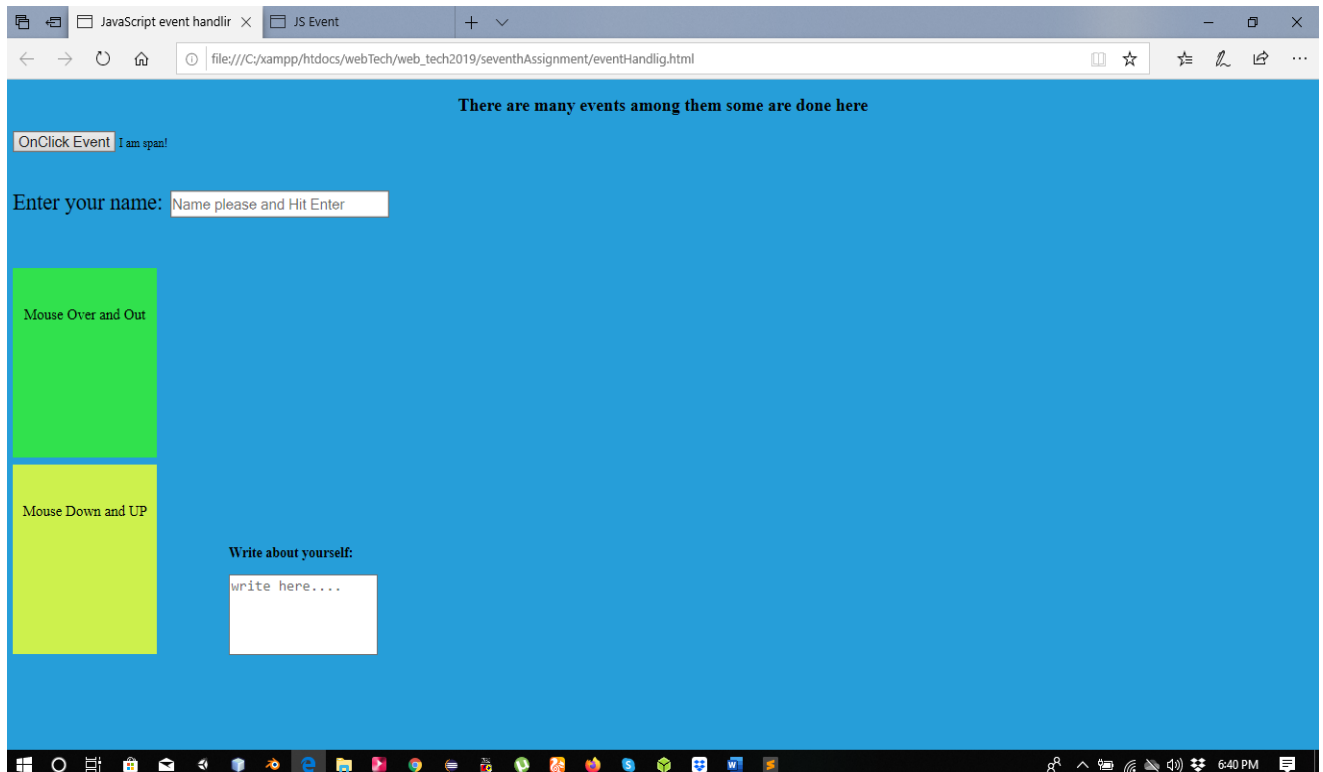 JavaScript event handlir
JS Event
file:///C:/xampp/htdocs/webTech/web_tech2019/seventhAssignment/eventHandlig.html
There are many events among them some are done here
OnClick Event I am span!
Enter your name: Name please and Hit Enter
Mouse Over and Out
Mouse Down and UP
Write about yourself:
write here....
6:40 PM